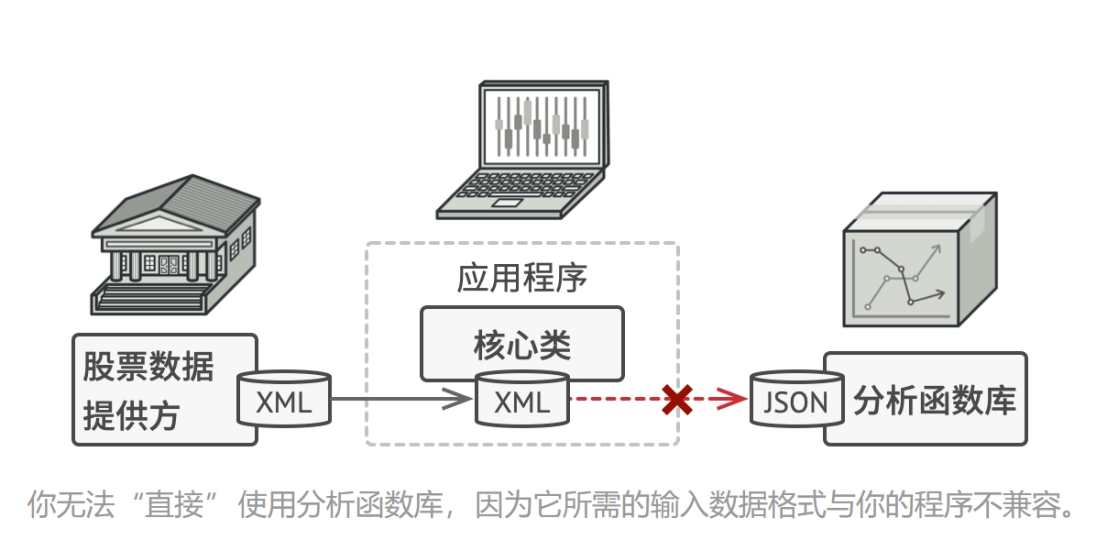 应用程序
核心类
股票数据
提供方
XML
XML
JSON
分析函数库
你无法“直接”使用分析函数库，因为它所需的输入数据格式与你的程序不兼容。